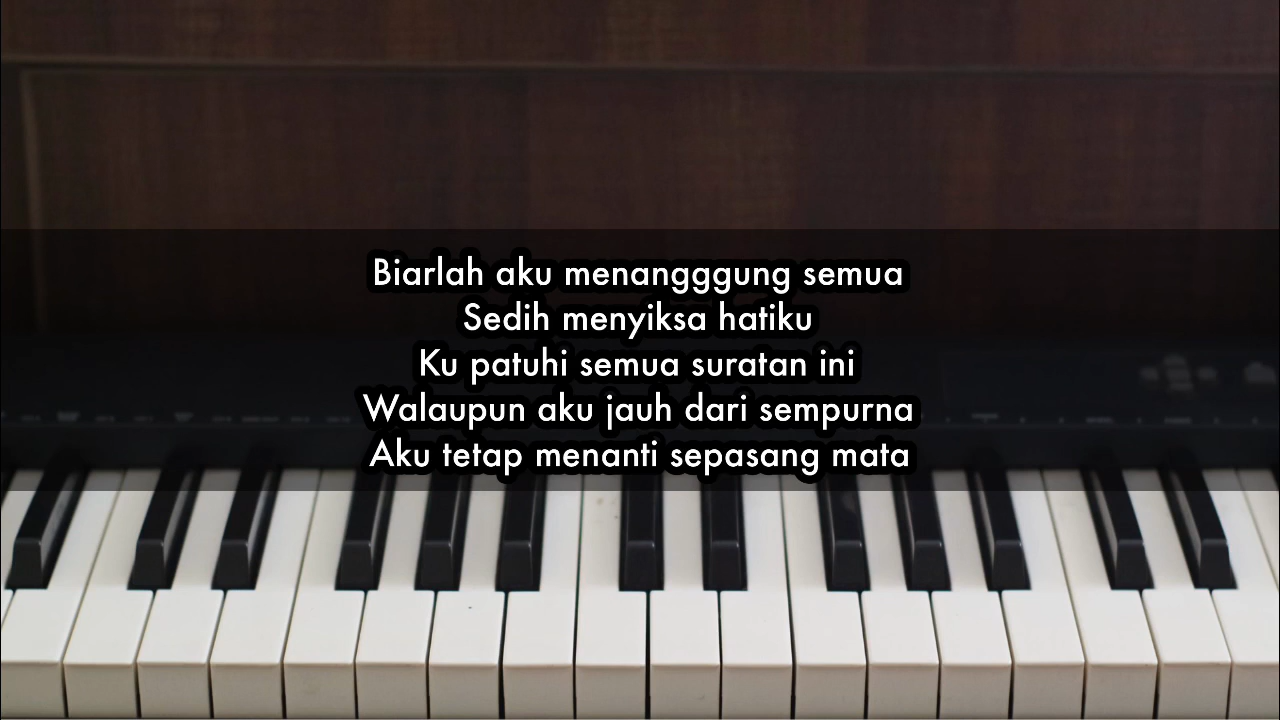 Biarlah aku menangggung semua
Sedih menyiksa hatiku
Ku patuhi semua suratan ini
Walaupun aku jauh dari sempurna
Aku tetap menanti sepasang mata